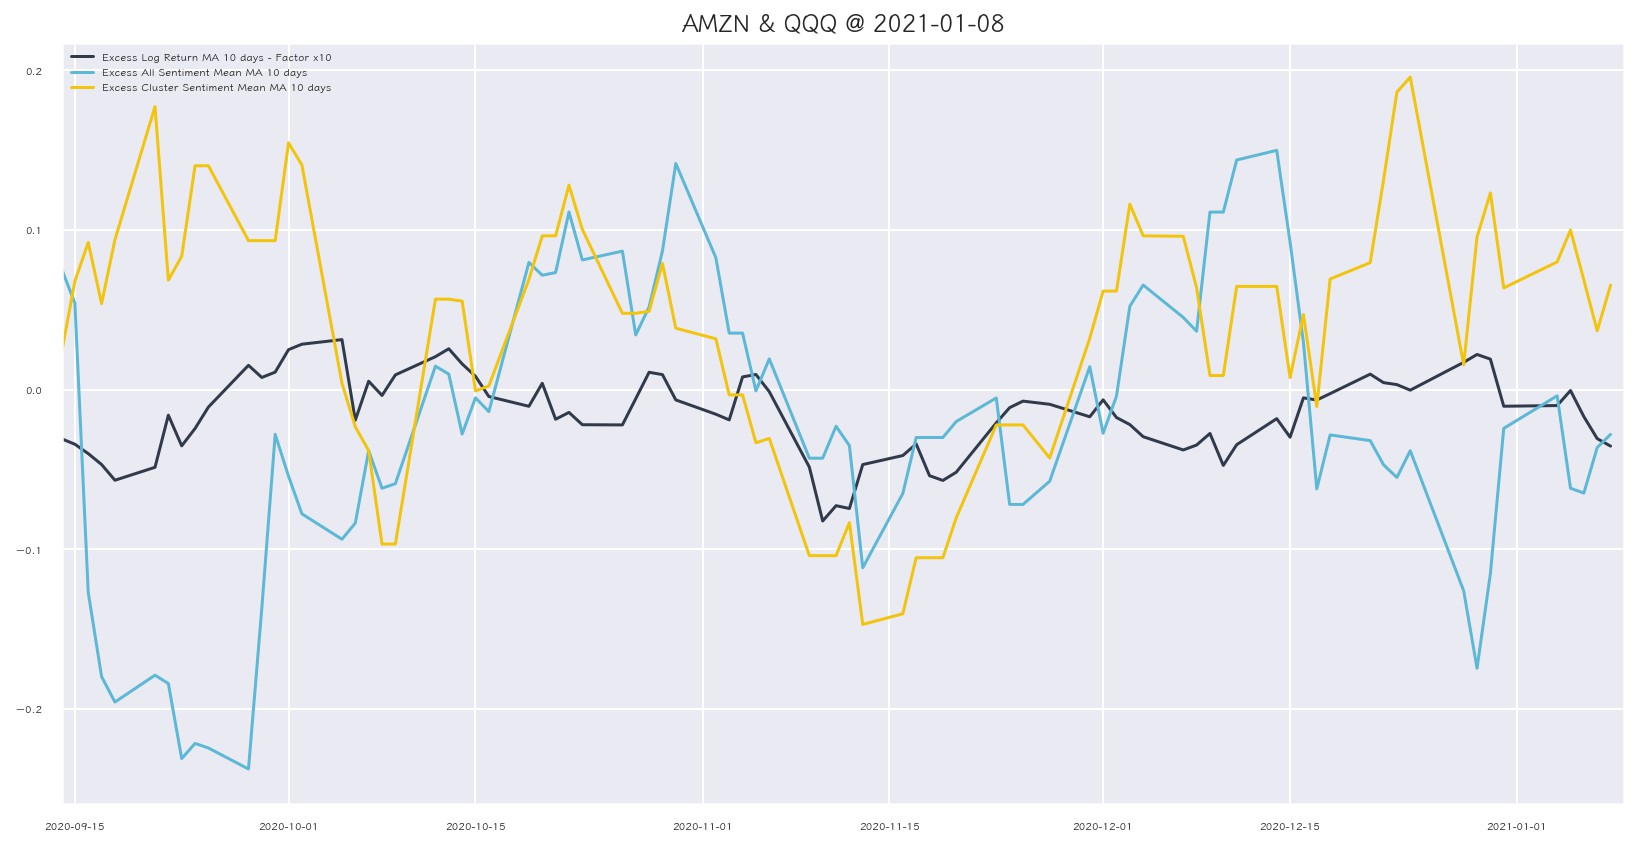 AMZN & QQQ @ 2021-01-08
Excess Log Return MA 10 days - Factor x10
Excess All Sentiment Mean MA 10 days
Excess Cluster Sentiment Mean MA 10 days
0.2
0.1
0.0
−0.1
−0.2
2020-09-15 2020-10-01 2020-10-15 2020-11-01 2020-11-15 2020-12-01 2020-12-15 2021-01-01